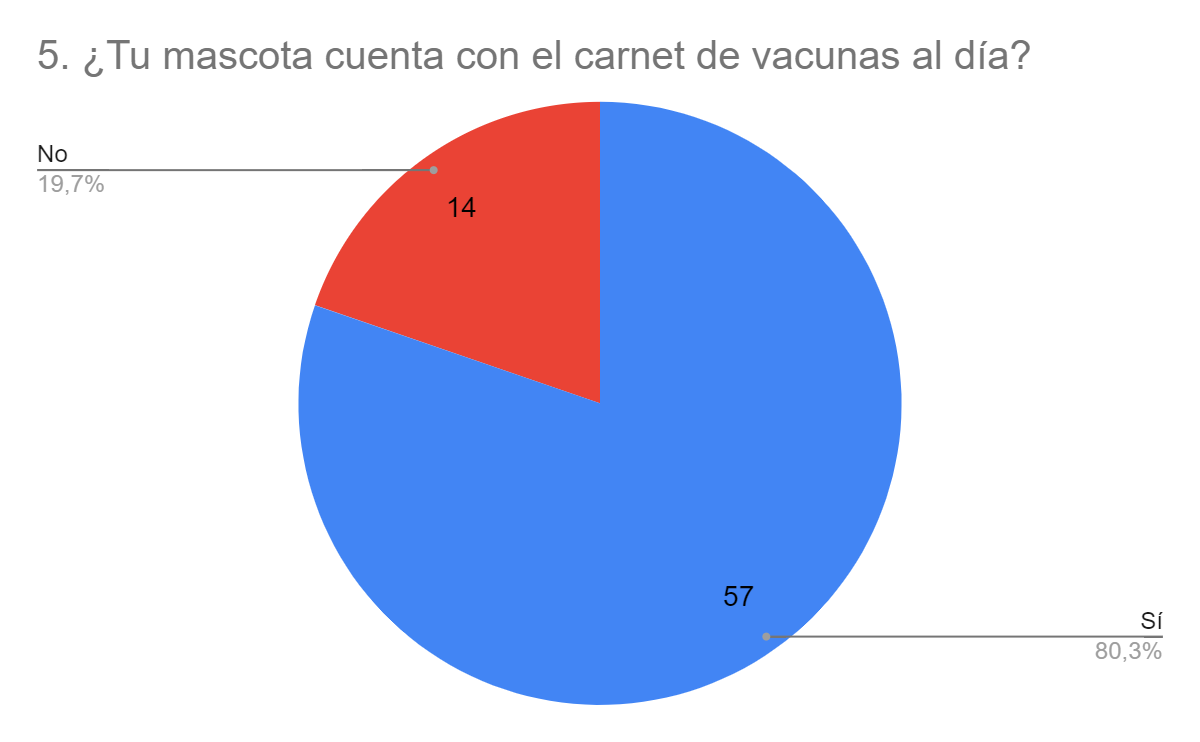 5. ¿Tu mascota cuenta con el carnet de vacunas al día?
No
19,7%
14
57
Sí
80,3%